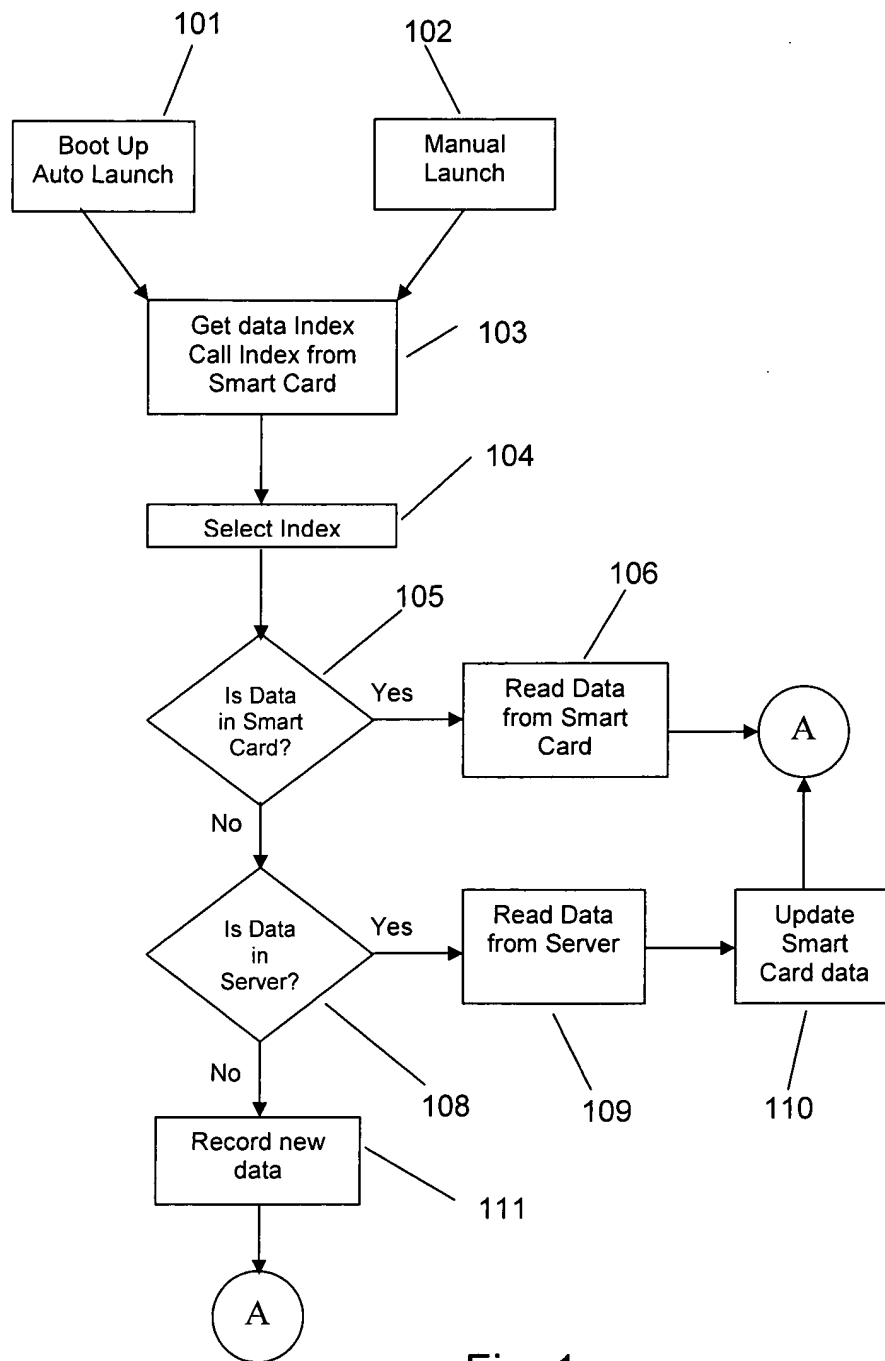 101
102
Boot Up
Auto Launch
Manual
Launch
Get data Index
Call Index from
Smart Card
103
104
Select Index
105
106
Is Data
in Smart
Card?
Yes
Read Data
from Smart
Card
A
No
Is Data
in
Server?
Yes
Read Data
from Server
Update
Smart
Card data
No
108
109
110
Record new
data
111
A
Fig. 1